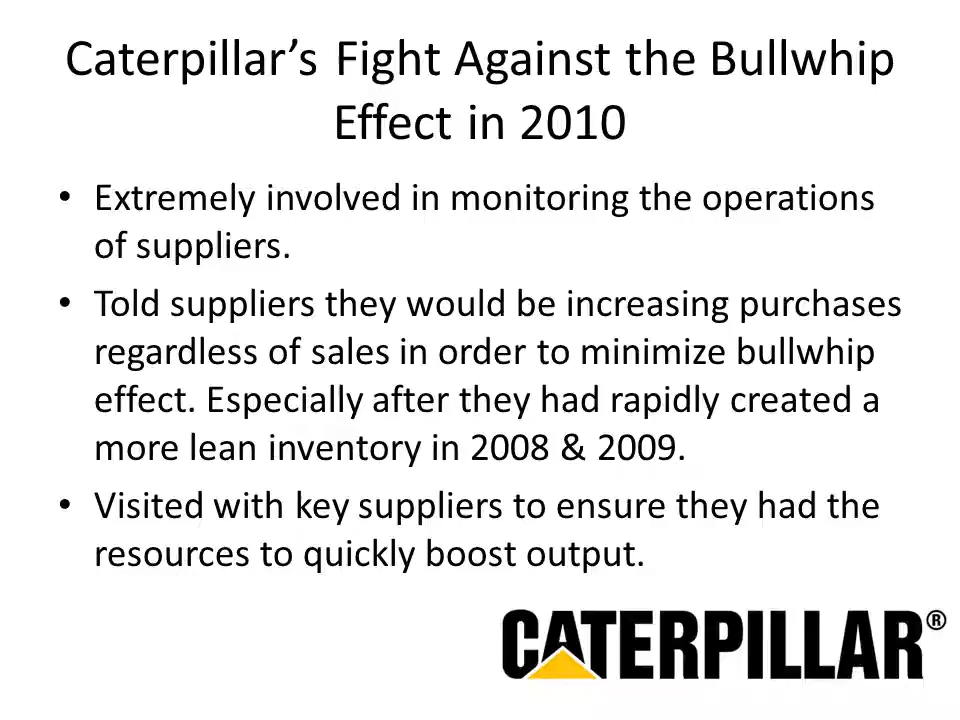 Caterpillar’s Fight Against the Bullwhip
Effect in 2010
• Extremely involved in monitoring the operations
of suppliers.
• Told suppliers they would be increasing purchases
regardless of sales in order to minimize bullwhip
effect. Especially after they had rapidly created a
more lean inventory in 2008 & 2009.
• Visited with key suppliers to ensure they had the
resources to quickly boost output.
CATERPILLAR®